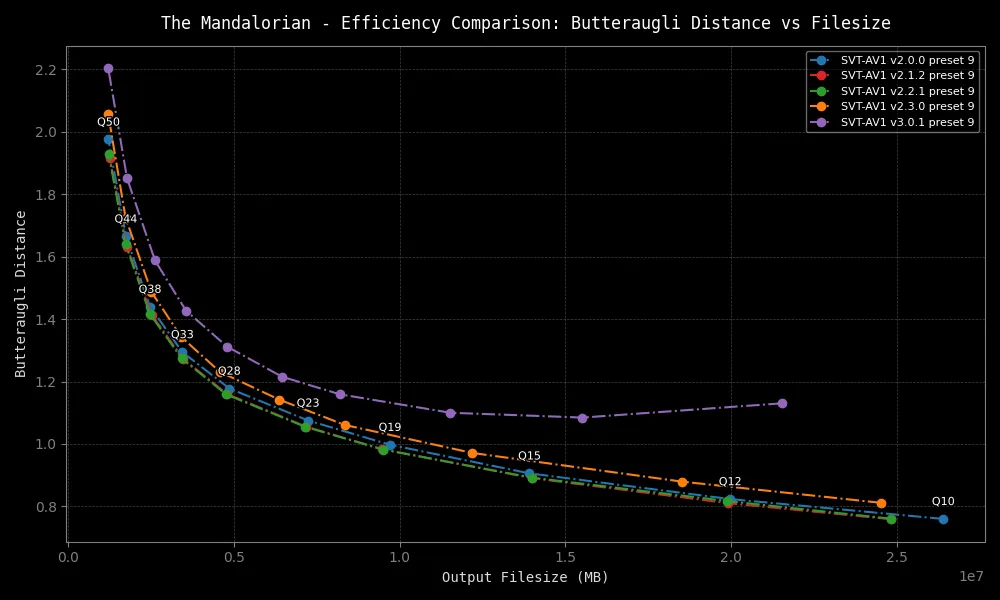 The Mandalorian - Efficiency Comparison: Butteraugli Distance vs Filesize
SVT-AV1 v2.0.0 preset 9
SVT-AV1 v2.1.2 preset 9
SVT-AV1 v2.2.1 preset 9
SVT-AV1 v2.3.0 preset 9
SVT-AV1 v3.0.1 preset 9
Butteraugli Distance
2.2
2.0
1.8
1.6
1.4
1.2
1.0
0.8
Q50
Q44
Q38
Q33
Q28
Q23
Q19
Q15
Q12
Q10
0.0
0.5
1.0
1.5
2.0
2.5
1e7
Output Filesize (MB)